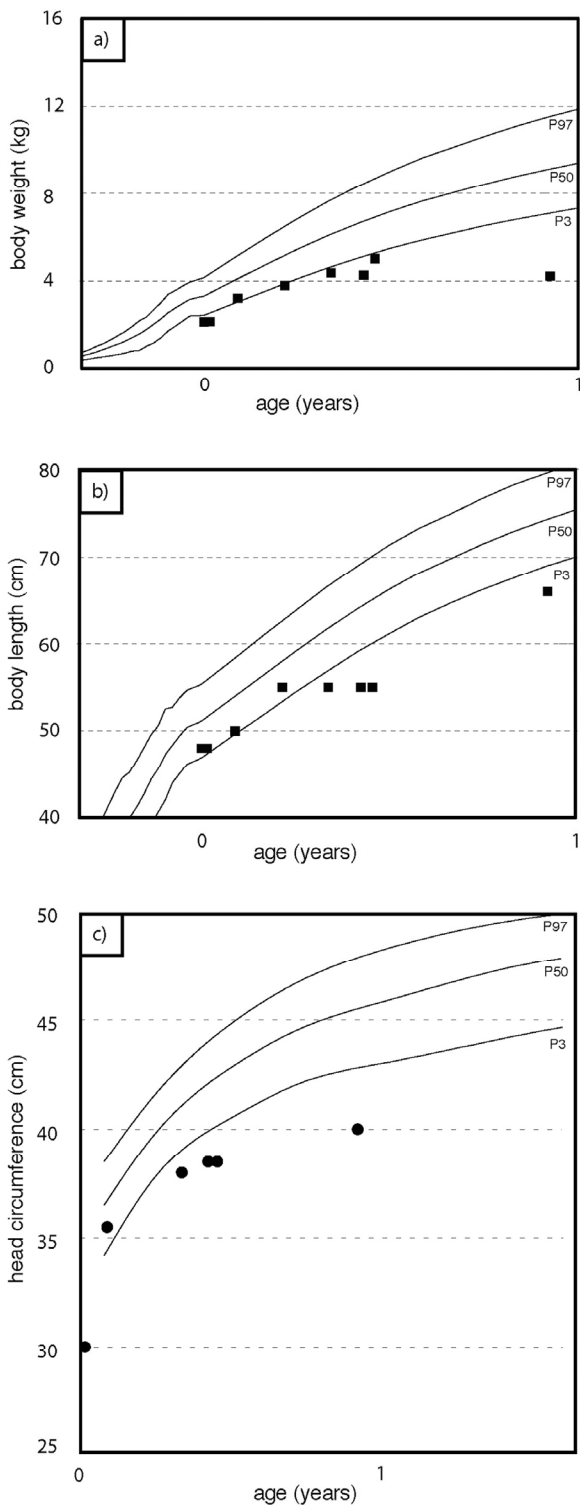 a)
16
12
8
4
0
body weight (kg)
P97
P50
P3
0
1
age (years)
b)
80
70
60
50
40
body length (cm)
P97
P50
P3
0
1
age (years)
c)
50
45
40
35
30
25
head circumference (cm)
P97
P50
P3
0
1
age (years)